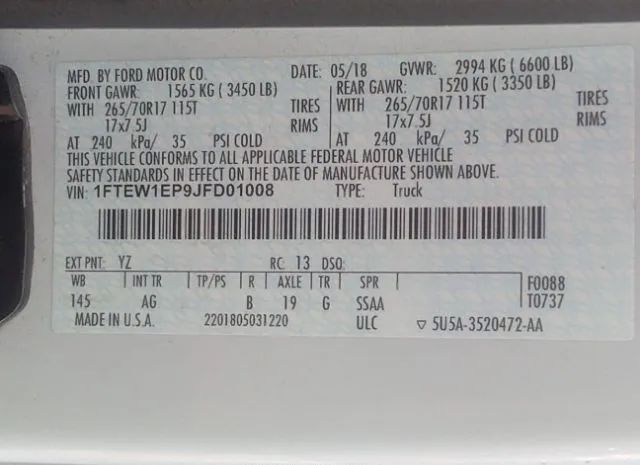 MFD. BY FORD MOTOR CO. DATE: 05/18 GVWR: 2994 KG ( 6600 LB)
FRONT GAWR: 1565 KG ( 3450 LB) REAR GAWR: 1520 KG ( 3350 LB)
WITH 265/70R17 115T TIRES WITH 265/70R17 115T TIRES
17x7.5J RIMS 17x7.5J RIMS
AT 240 kPa/ 35 PSI COLD AT 240 kPa/ 35 PSI COLD
THIS VEHICLE CONFORMS TO ALL APPLICABLE FEDERAL MOTOR VEHICLE
SAFETY STANDARDS IN EFFECT ON THE DATE OF MANUFACTURE SHOWN ABOVE.
VIN: 1FTEW1EP9JFD01008 TYPE: Truck
EXT PNT: YZ RC: 13 DSO:
WB INT TR TP/PS R AXLE TR SPR F0088
145 AG B 19 G SSAA T0737
MADE IN U.S.A. 2201805031220 ULC ▽ 5U5A-3520472-AA